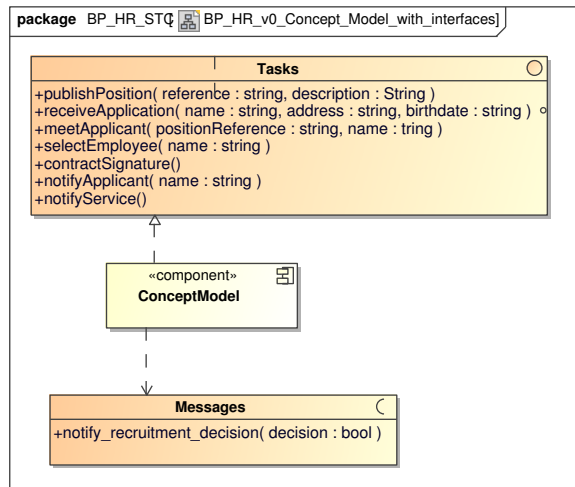 package BP_HR_STC BP_HR_v0_Concept_Model_with_interfaces]
Tasks
+publishPosition( reference : string, description : String )
+receiveApplication( name : string, address : string, birthdate : string )
+meetApplicant( positionReference : string, name : tring )
+selectEmployee( name : string )
+contractSignature()
+notifyApplicant( name : string )
+notifyService()
«component»
ConceptModel
Messages
+notify_recruitment_decision( decision : bool )